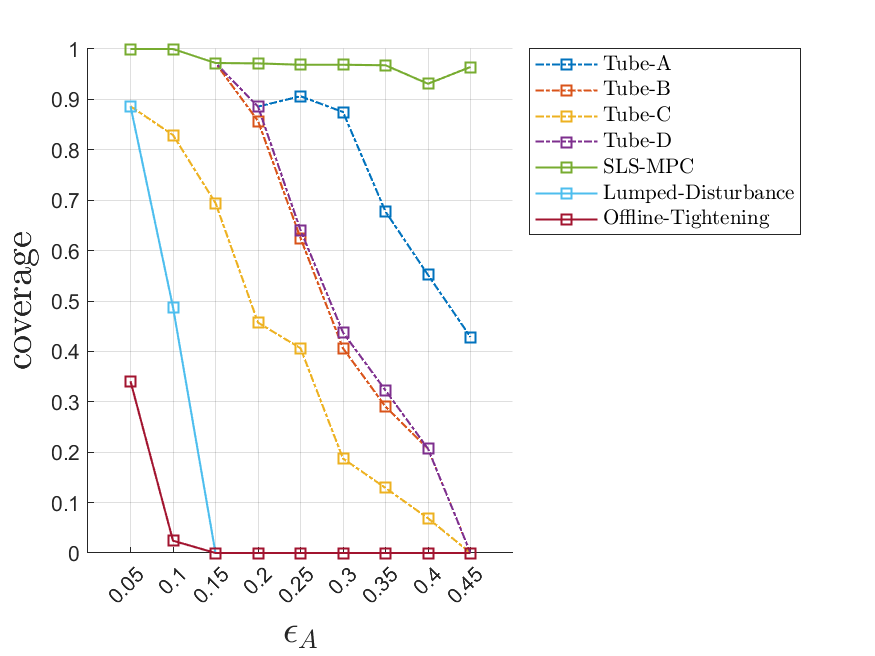 1
0.9
0.8
0.7
0.6
0.5
0.4
0.3
0.2
0.1
0
coverage
0.05
0.1
0.15
0.2
0.25
0.3
0.35
0.4
0.45
ϵ_A
Tube-A
Tube-B
Tube-C
Tube-D
SLS-MPC
Lumped-Disturbance
Offline-Tightening